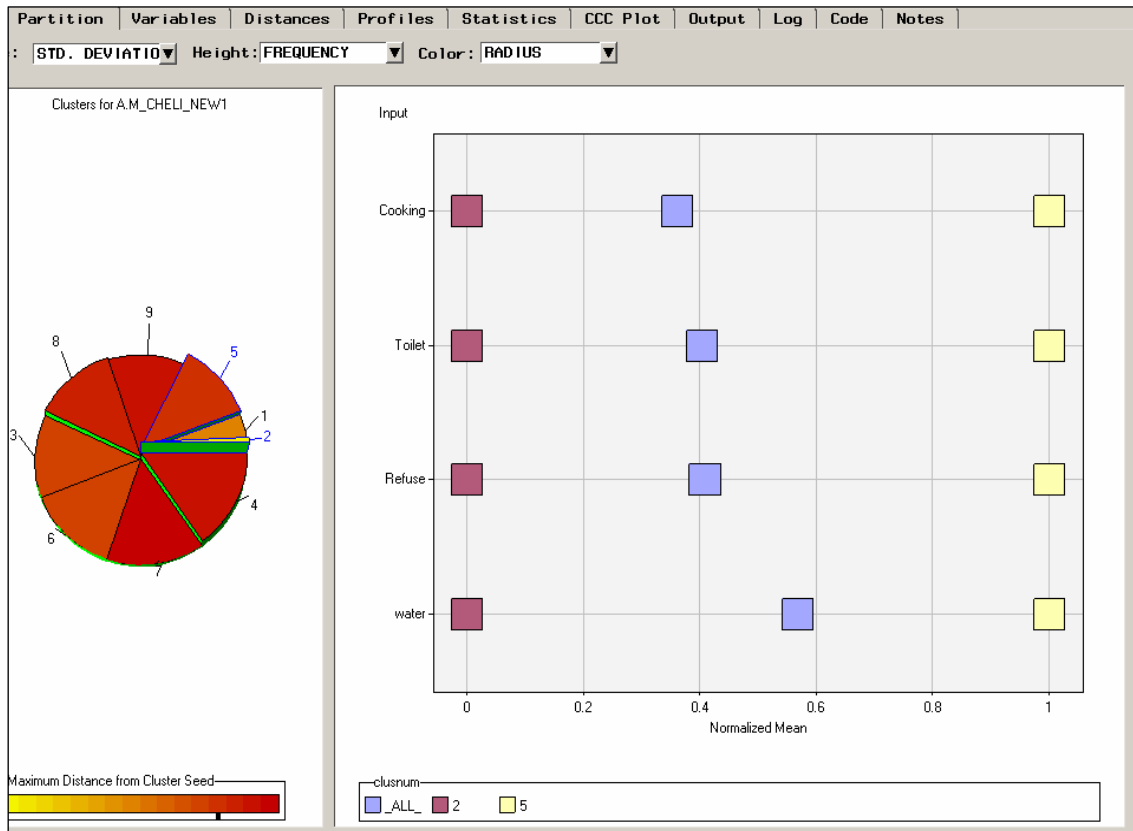 Partition Variables Distances Profiles Statistics CCC Plot Output Log Code Notes
: STD. DEVIATIO Height: FREQUENCY Color: RADIUS
Clusters for A.M_CHELI_NEW1
9
8
5
3
1
2
4
6
7
Maximum Distance from Cluster Seed
Input
Cooking
Toilet
Refuse
water
0 0.2 0.4 0.6 0.8 1
Normalized Mean
clusnum
_ALL_ 2 5